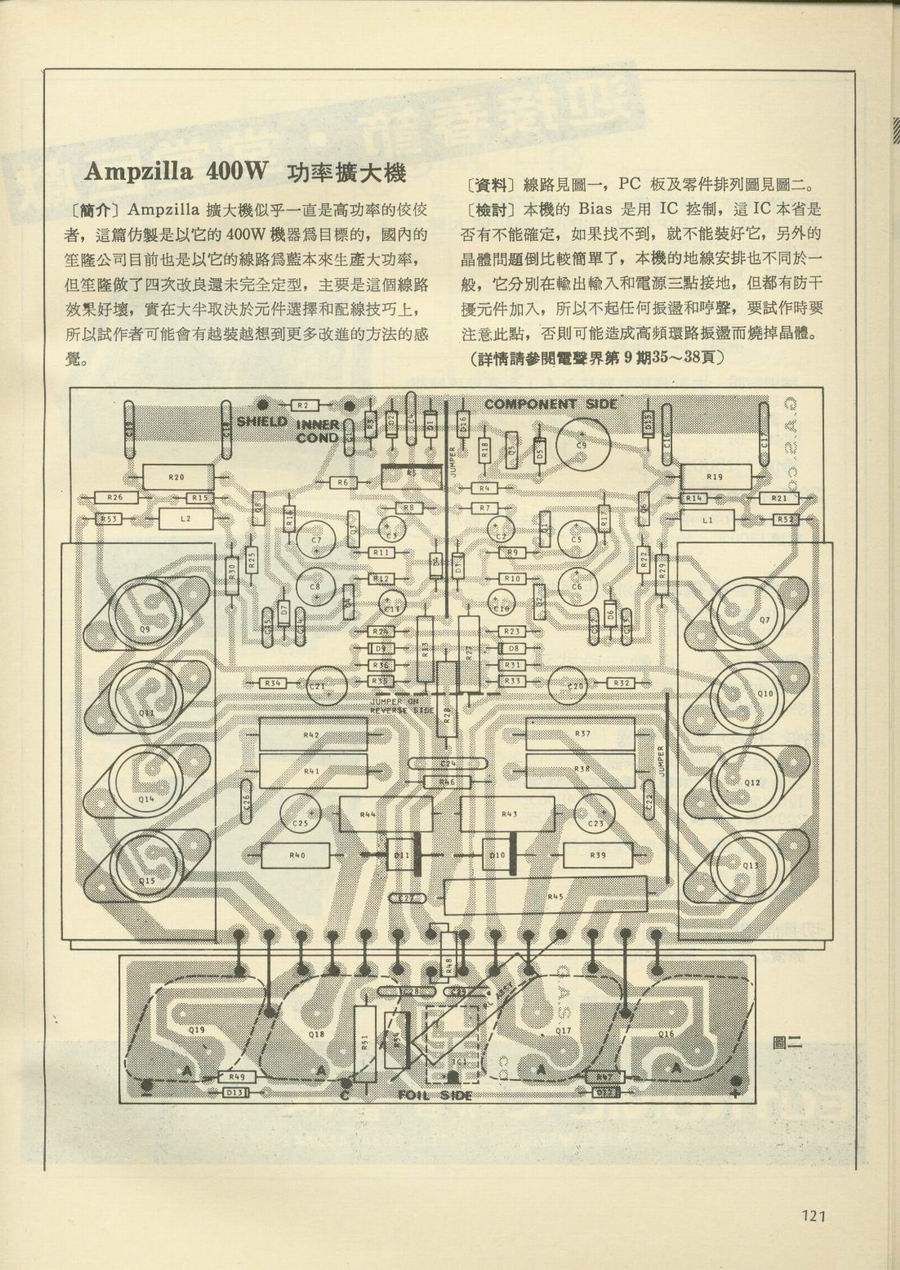 Ampzilla 400W 功率擴大機
〔簡介〕Ampzilla 擴大機似乎一直是高功率的佼佼
者，這篇仿製是以它的 400W 機器爲目標的，國內的
笙隆公司目前也是以它的線路爲藍本來生產大功率，
但笙隆做了四次改良還未完全定型，主要是這個線路
效果好壞，實在大半取決於元件選擇和配線技巧上，
所以試作者可能會有越裝越想到更多改進的方法的感
覺。
〔資料〕線路見圖一，PC 板及零件排列圖見圖二。
〔檢討〕本機的 Bias 是用 IC 控制，這 IC 本省是
否有不能確定，如果找不到，就不能裝好它，另外的
晶體問題倒比較簡單了，本機的地線安排也不同於一
般，它分別在輸出輸入和電源三點接地，但都有防干
擾元件加入，所以不起任何振盪和哼聲，要試作時要
注意此點，否則可能造成高頻環路振盪而燒掉晶體。
（詳情請參閱電聲界第 9 期35～38頁）
SHIELD
INNER
COND
COMPONENT SIDE
G.A.S. CO
R2 D2 D1 D16 D15
C19 C18 C9 C16 C17
R18 D5 JUMPER
R20 R6 R5 R4 R19
R26 R15 R8 R7 R14 R21
R53 L2 R16 C7 C3 C2 C5 R17 L1 R52
R30 R25 R11 R9 R22 R29
C8 R12 R10 C6
Q9 D7 C11 C10 D6 Q7
R24 R13 R27 R23
D9 D8
R36 R31
R34 C21 R35 R33 C20 R32
Q11 Q10
JUMPER ON
REVERSE SIDE
R28
R42 R37
JUMPER
R41 C24 R38
Q14 C26 R46 C22 Q12
C25 R44 R43 C23
R40 D11 D10 R39
Q15 Q13
C27 R45
R48
C28 C29
G.A.S. CO
Q19 Q18 R51 IC1 Q17 Q16
A A A A
R49 R47
D13 D12
− C FOIL SIDE +
圖二
121